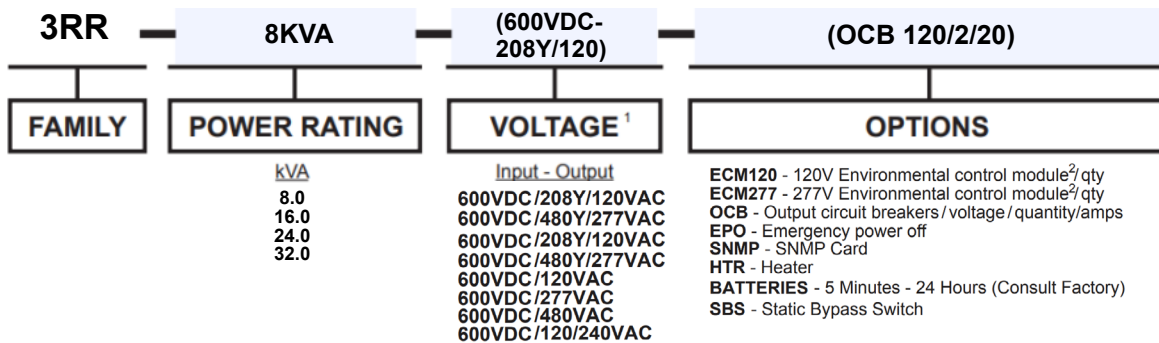 3RR — 8KVA — (600VDC-208Y/120) — (OCB 120/2/20)
FAMILY
POWER RATING
VOLTAGE ¹
OPTIONS
kVA
8.0
16.0
24.0
32.0
Input - Output
600VDC/208Y/120VAC
600VDC/480Y/277VAC
600VDC/208Y/120VAC
600VDC/480Y/277VAC
600VDC/120VAC
600VDC/277VAC
600VDC/480VAC
600VDC/120/240VAC
ECM120 - 120V Environmental control module²/ qty
ECM277 - 277V Environmental control module²/ qty
OCB - Output circuit breakers / voltage / quantity/amps
EPO - Emergency power off
SNMP - SNMP Card
HTR - Heater
BATTERIES - 5 Minutes - 24 Hours (Consult Factory)
SBS - Static Bypass Switch